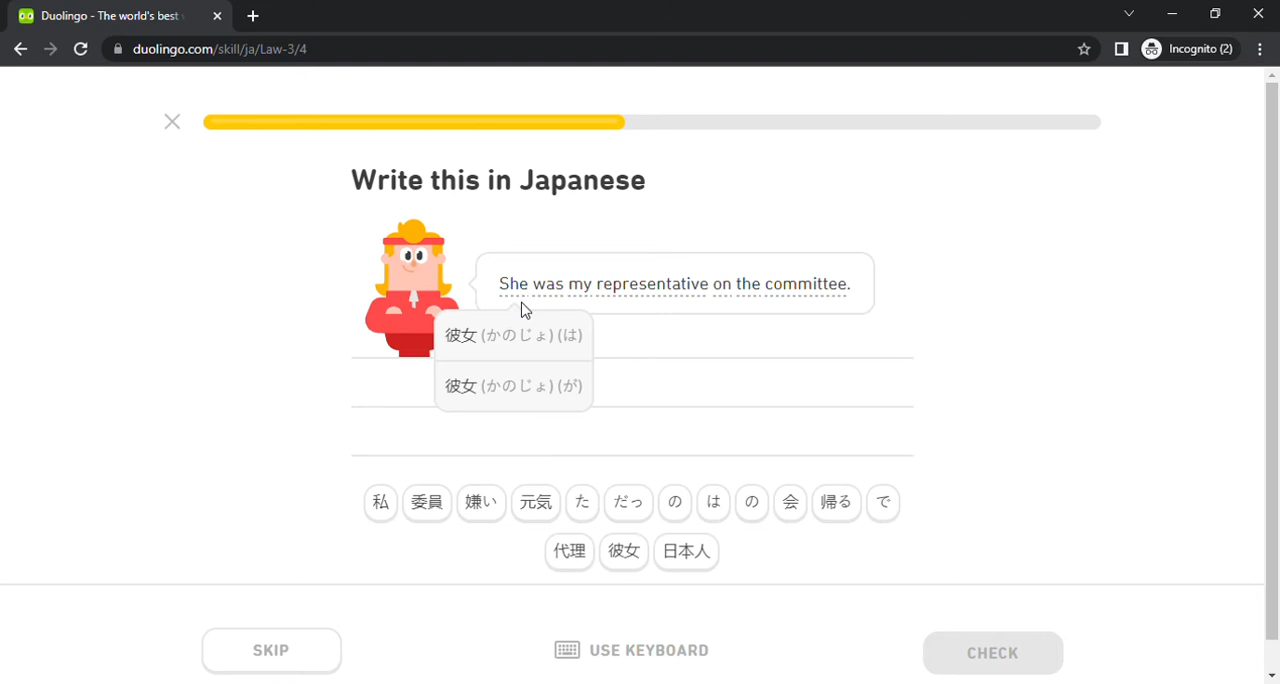 Duolingo - The world's best
duolingo.com/skill/ja/Law-3/4
Incognito (2)
Write this in Japanese
She was my representative on the committee.
彼女 (かのじょ) (は)
彼女 (かのじょ) (が)
私 委員 嫌い 元気 た だっ の は の 会 帰る で
代理 彼女 日本人
SKIP USE KEYBOARD CHECK